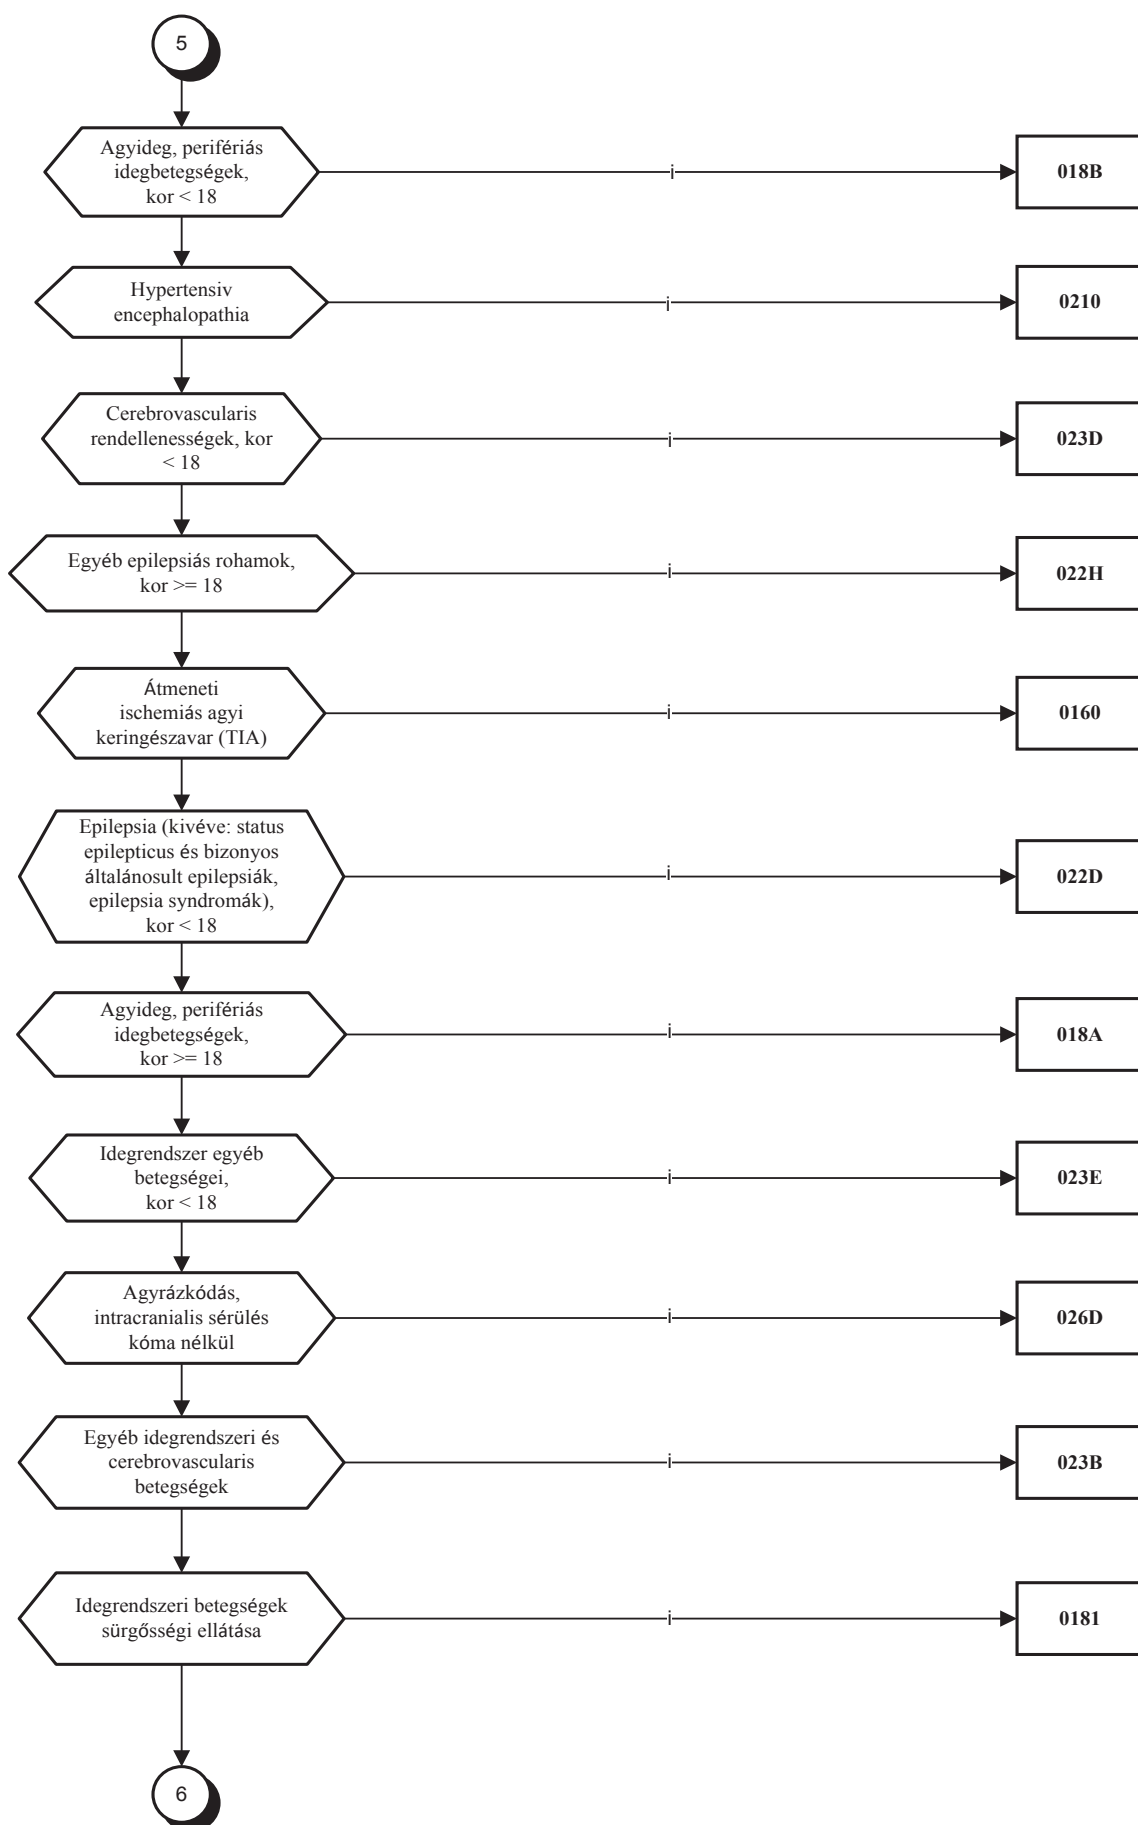 5
Agyideg, perifériás
idegbetegségek,
kor < 18
i
018B
Hypertensiv
encephalopathia
i
0210
Cerebrovascularis
rendellenességek, kor
< 18
i
023D
Egyéb epilepsiás rohamok,
kor >= 18
i
022H
Átmeneti
ischemiás agyi
keringészavar (TIA)
i
0160
Epilepsia (kivéve: status
epilepticus és bizonyos
általánosult epilepsiák,
epilepsia syndromák),
kor < 18
i
022D
Agyideg, perifériás
idegbetegségek,
kor >= 18
i
018A
Idegrendszer egyéb
betegségei,
kor < 18
i
023E
Agyrázkódás,
intracranialis sérülés
kóma nélkül
i
026D
Egyéb idegrendszeri és
cerebrovascularis
betegségek
i
023B
Idegrendszeri betegségek
sürgősségi ellátása
i
0181
6